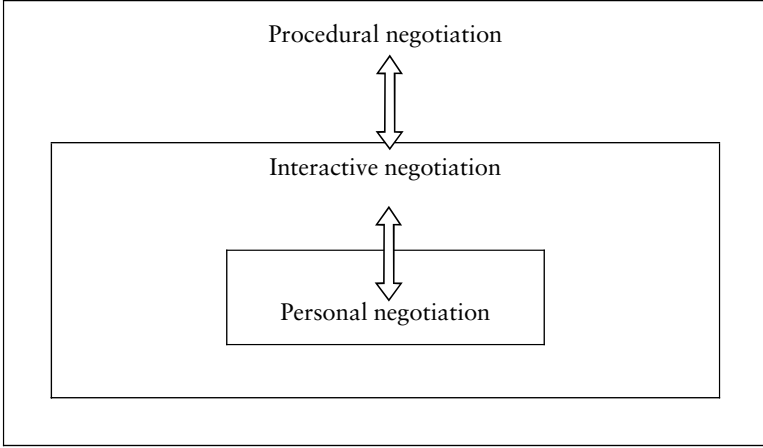 Procedural negotiation
Interactive negotiation
Personal negotiation